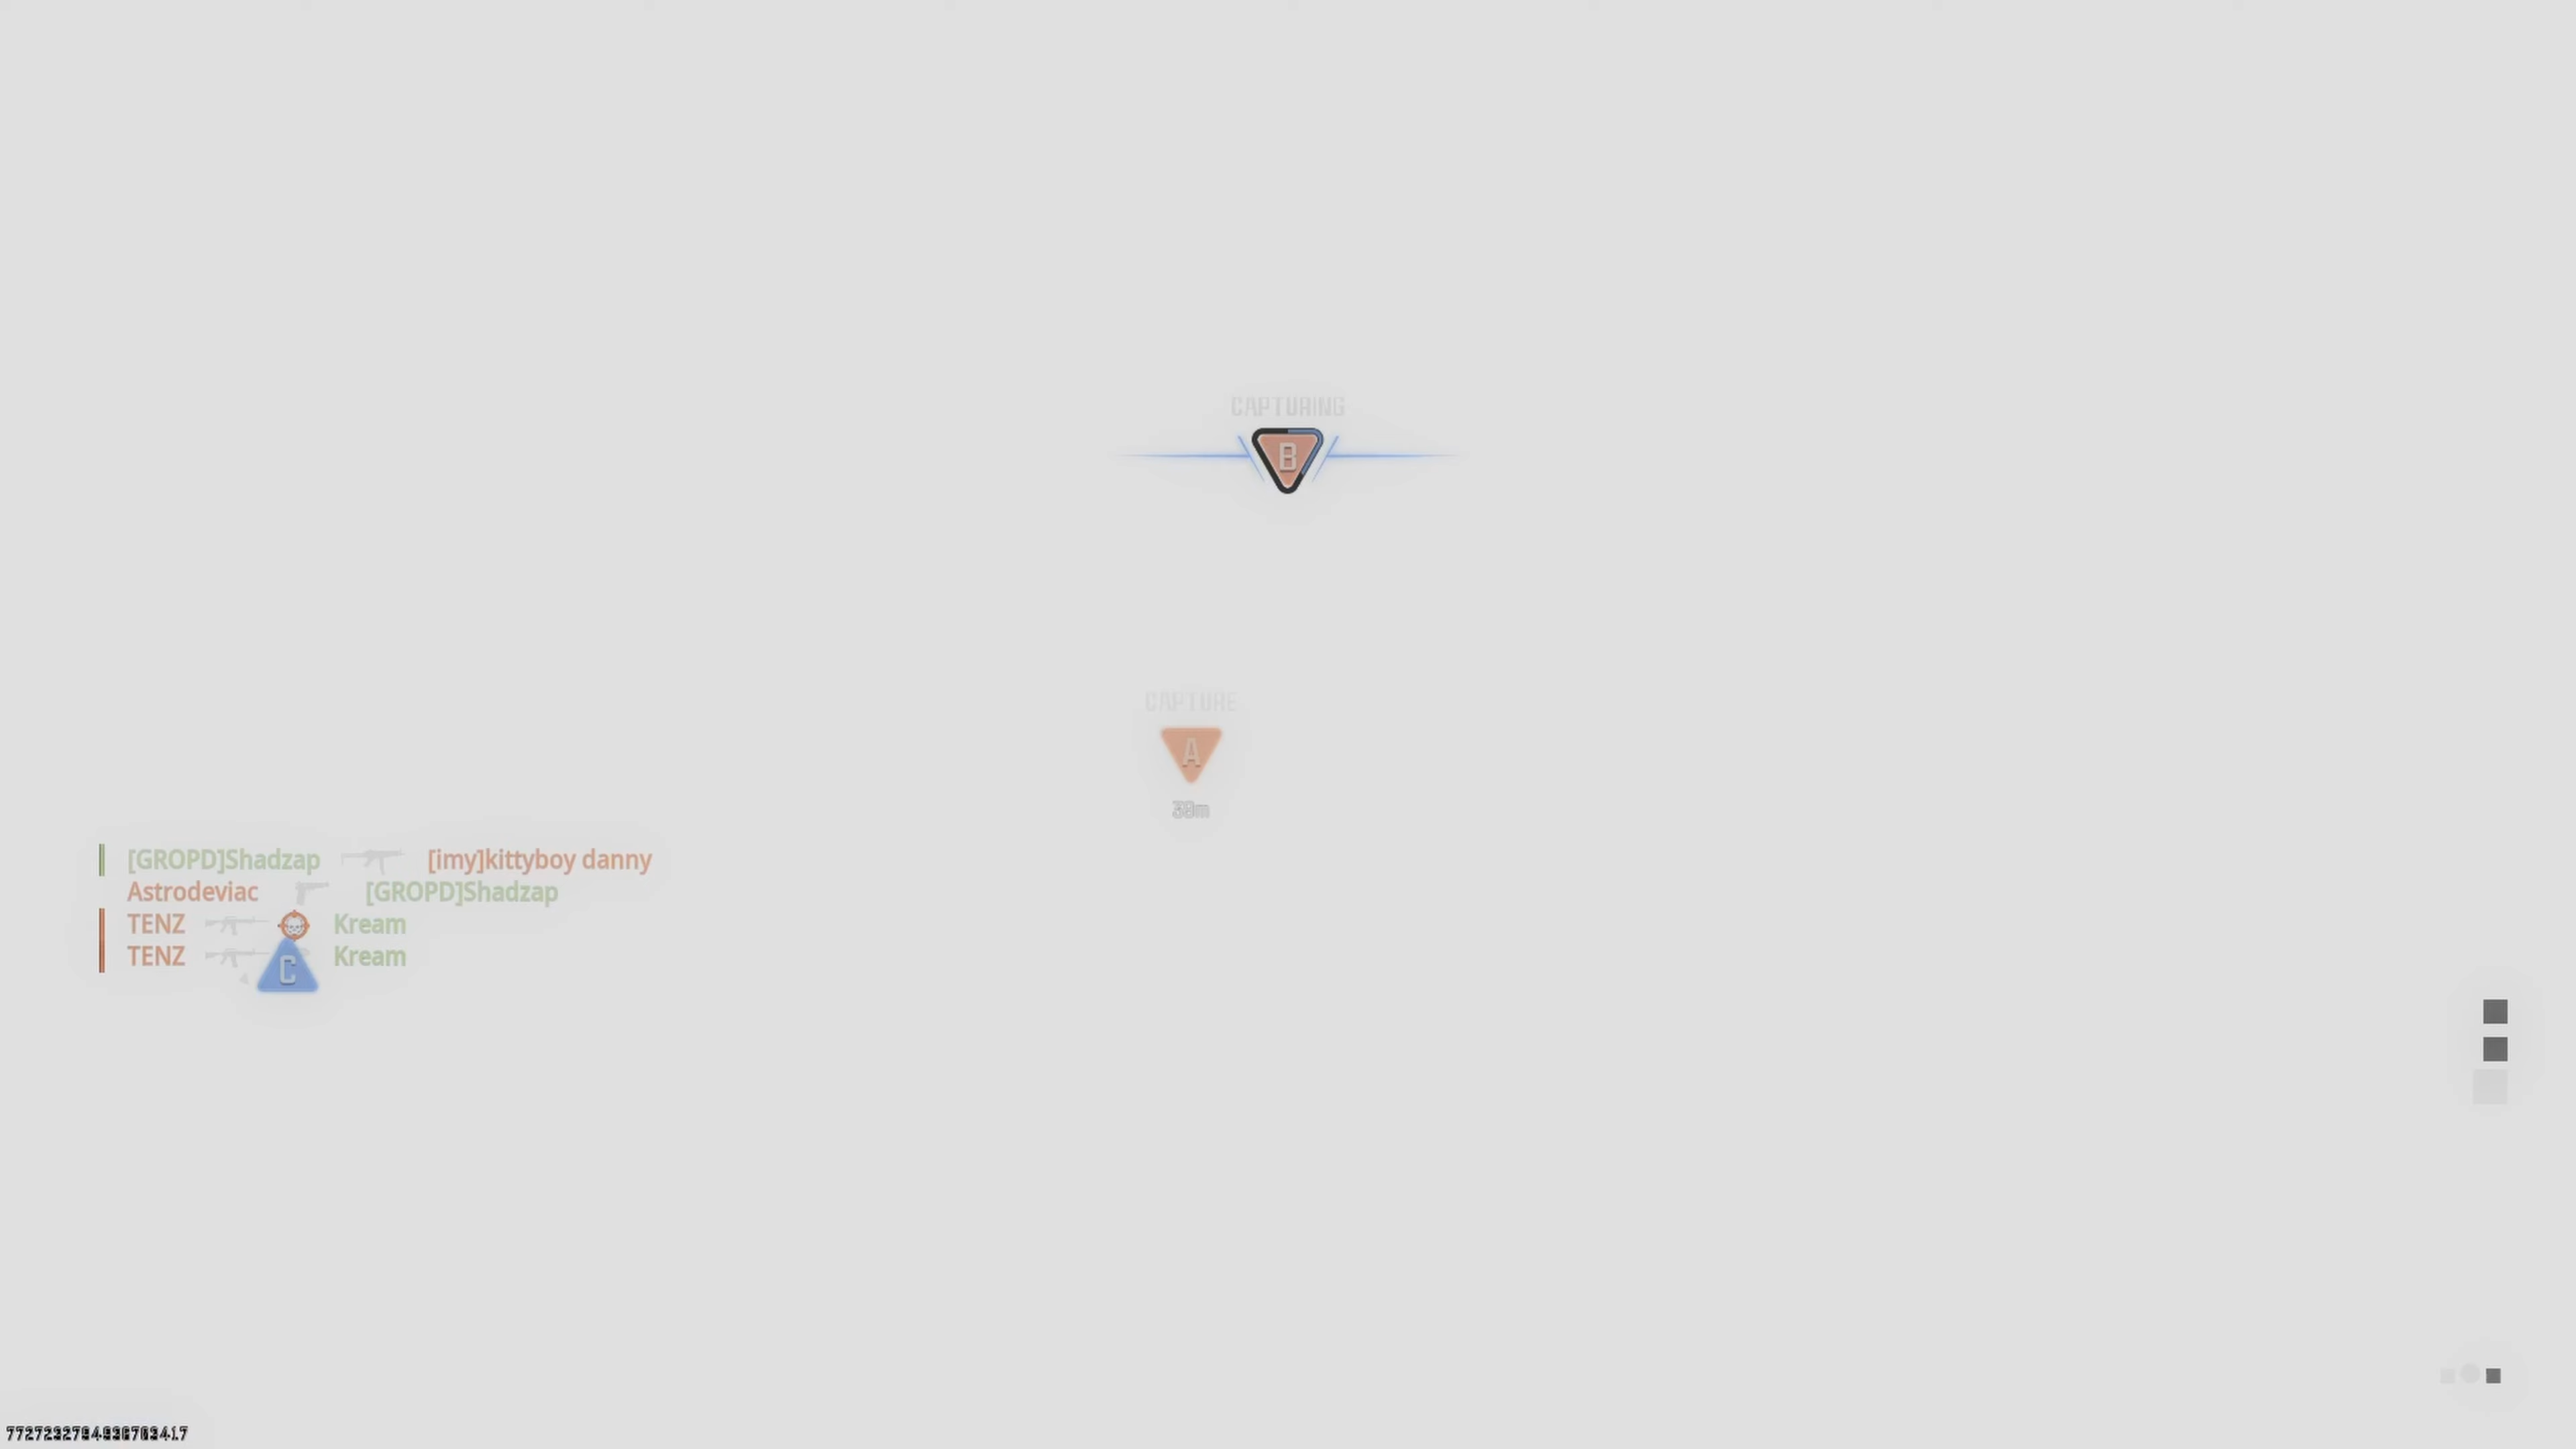 CAPTURING
B
CAPTURE
A
[GROPD]Shadzap [imy]kittyboy danny
Astrodeviac [GROPD]Shadzap
TENZ Kream
TENZ Kream
C